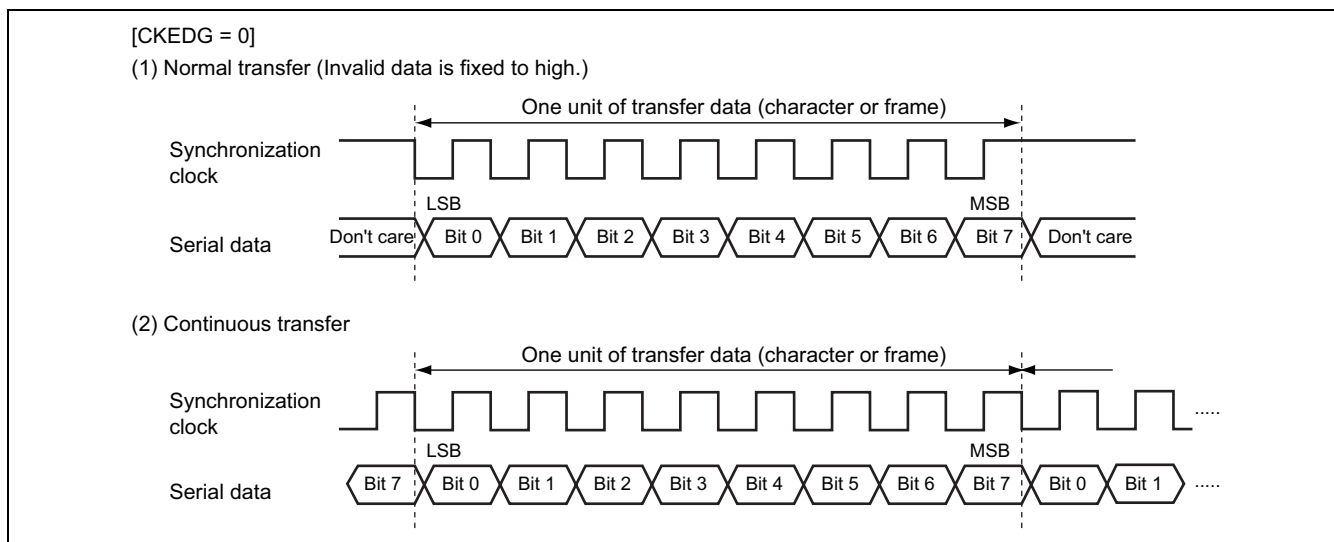 [CKEDG = 0]
(1) Normal transfer (Invalid data is fixed to high.)
One unit of transfer data (character or frame)
Synchronization
clock
LSB MSB
Serial data Don't care Bit 0 Bit 1 Bit 2 Bit 3 Bit 4 Bit 5 Bit 6 Bit 7 Don't care
(2) Continuous transfer
One unit of transfer data (character or frame)
Synchronization
clock .....
LSB MSB
Serial data Bit 7 Bit 0 Bit 1 Bit 2 Bit 3 Bit 4 Bit 5 Bit 6 Bit 7 Bit 0 Bit 1 .....